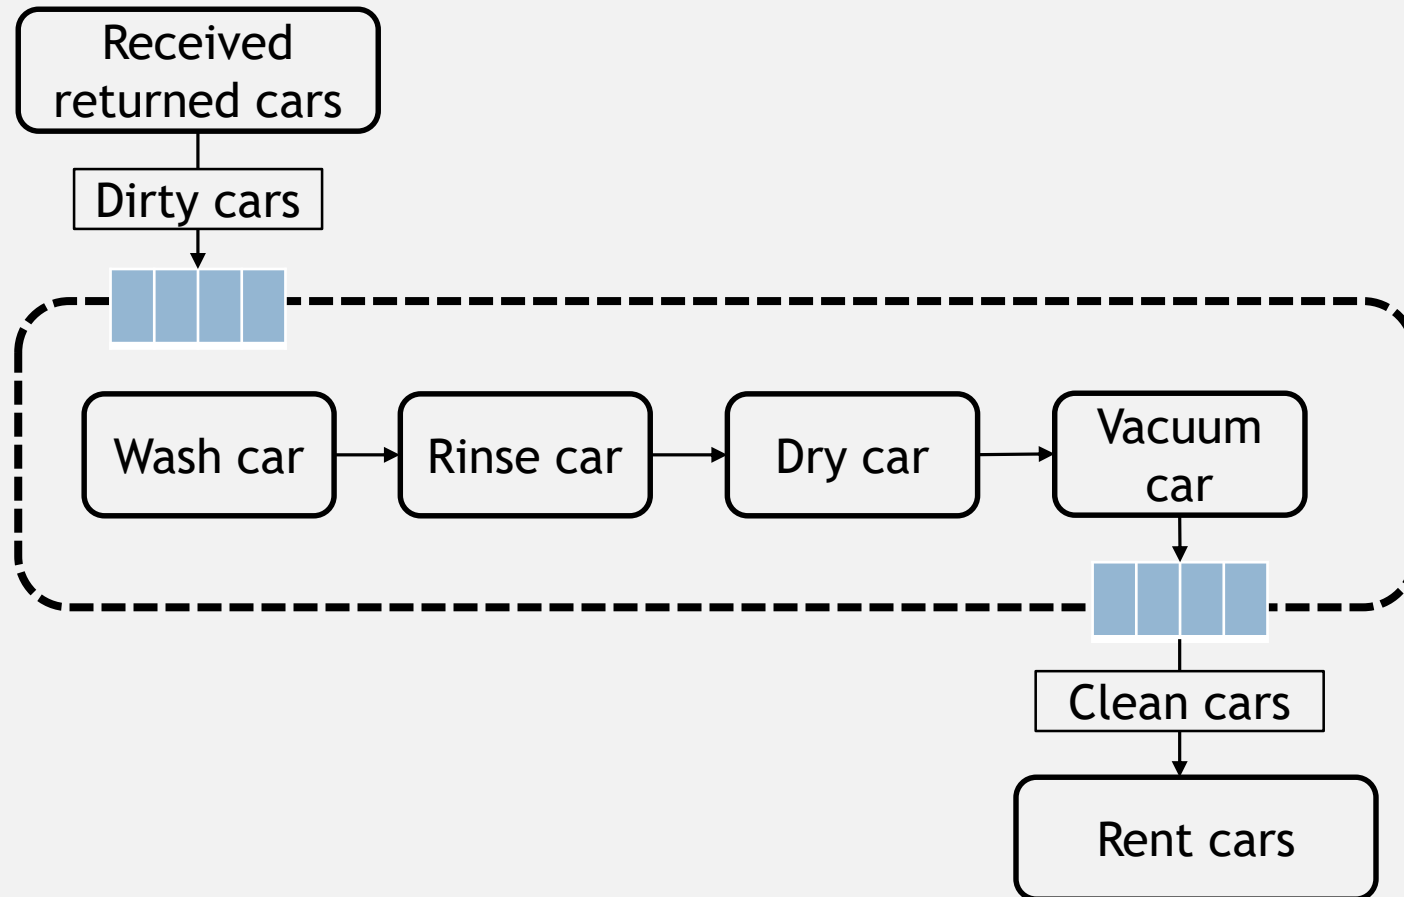 Received
returned cars
Dirty cars
Wash car
Rinse car
Dry car
Vacuum
car
Clean cars
Rent cars